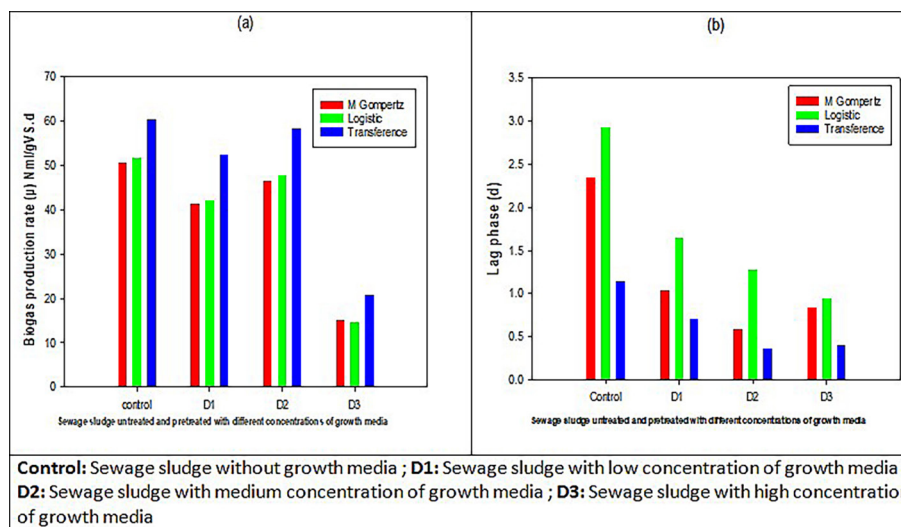 (a)
Biogas production rate (μ) Nml/gVS.d
70
60
50
40
30
20
10
0
M Gompertz
Logistic
Transference
control D1 D2 D3
Sewage sludge untreated and pretreated with different concentrations of growth media
(b)
Lag phase (d)
3.5
3.0
2.5
2.0
1.5
1.0
0.5
0.0
M Gompertz
Logistic
Transference
Control D1 D2 D3
Sewage sludge untreated and pretreated with different concentrations of growth media
Control: Sewage sludge without growth media ; D1: Sewage sludge with low concentration of growth media
D2: Sewage sludge with medium concentration of growth media ; D3: Sewage sludge with high concentratio
of growth media